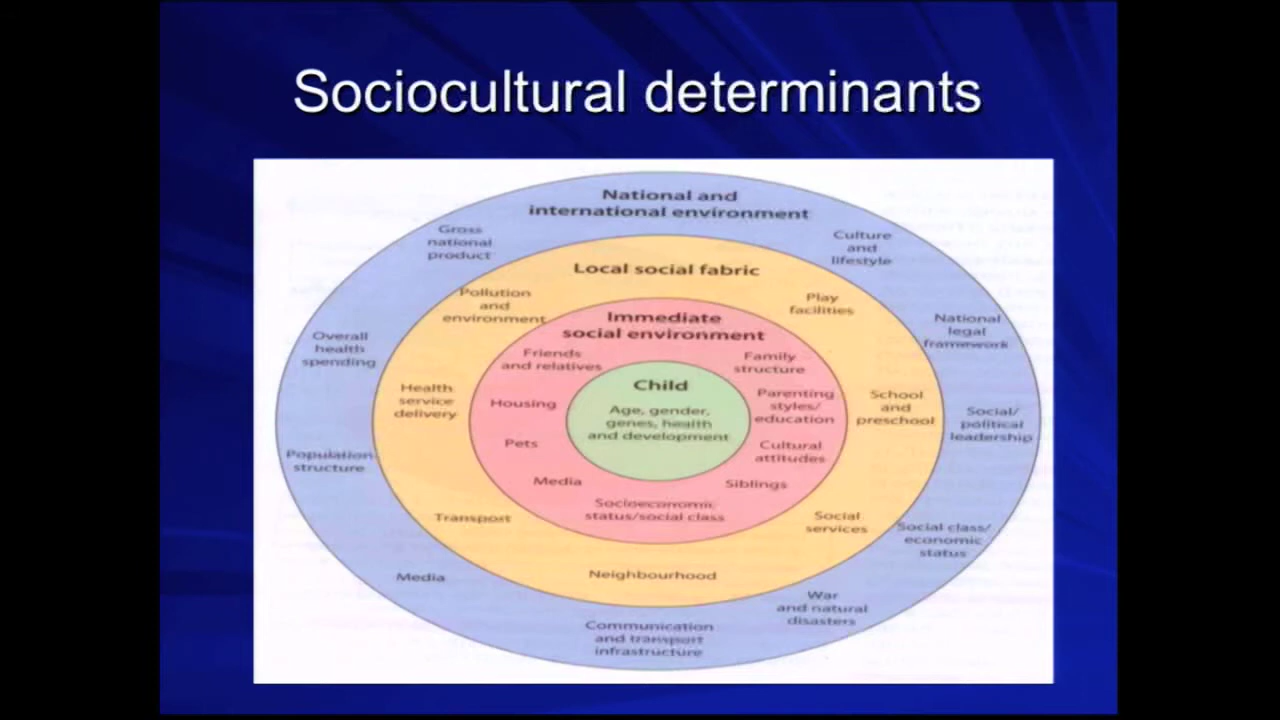 Sociocultural determinants
National and
international environment
Gross
national
product
Culture
and
lifestyle
Overall
health
spending
National
legal
framework
Population
structure
Social/
political
leadership
Media
Social class/
economic
status
Communication
and transport
infrastructure
War
and natural
disasters
Local social fabric
Pollution
and
environment
Play
facilities
Health
service
delivery
School
and
preschool
Transport
Social
services
Neighbourhood
Immediate
social environment
Friends
and relatives
Family
structure
Housing
Parenting
styles/
education
Pets
Cultural
attitudes
Media
Siblings
Socioeconomic
status/social class
Child
Age, gender,
genes, health
and development